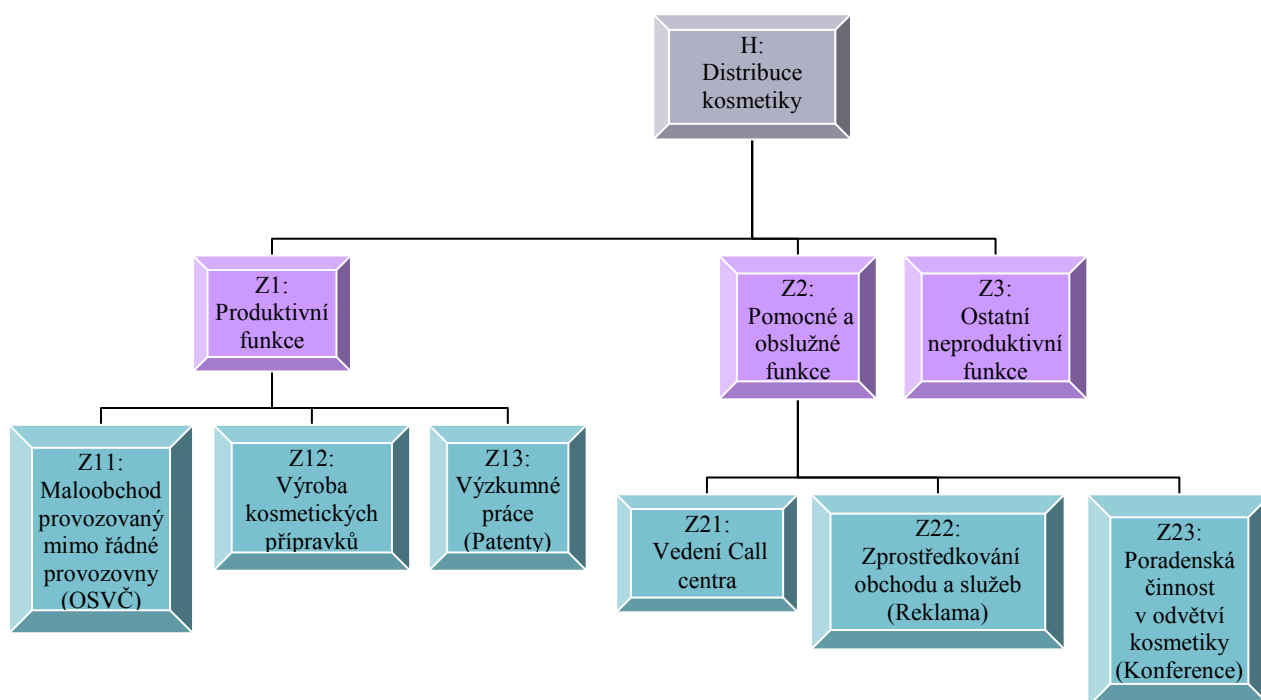 H:
Distribuce
kosmetiky
Z1:
Produktivní
funkce
Z2:
Pomocné a
obslužné
funkce
Z3:
Ostatní
neproduktivní
funkce
Z11:
Maloobchod
provozovaný
mimo řádné
provozovny
(OSVČ)
Z12:
Výroba
kosmetických
přípravků
Z13:
Výzkumné
práce
(Patenty)
Z21:
Vedení Call
centra
Z22:
Zprostředkování
obchodu a služeb
(Reklama)
Z23:
Poradenská
činnost
v odvětví
kosmetiky
(Konference)